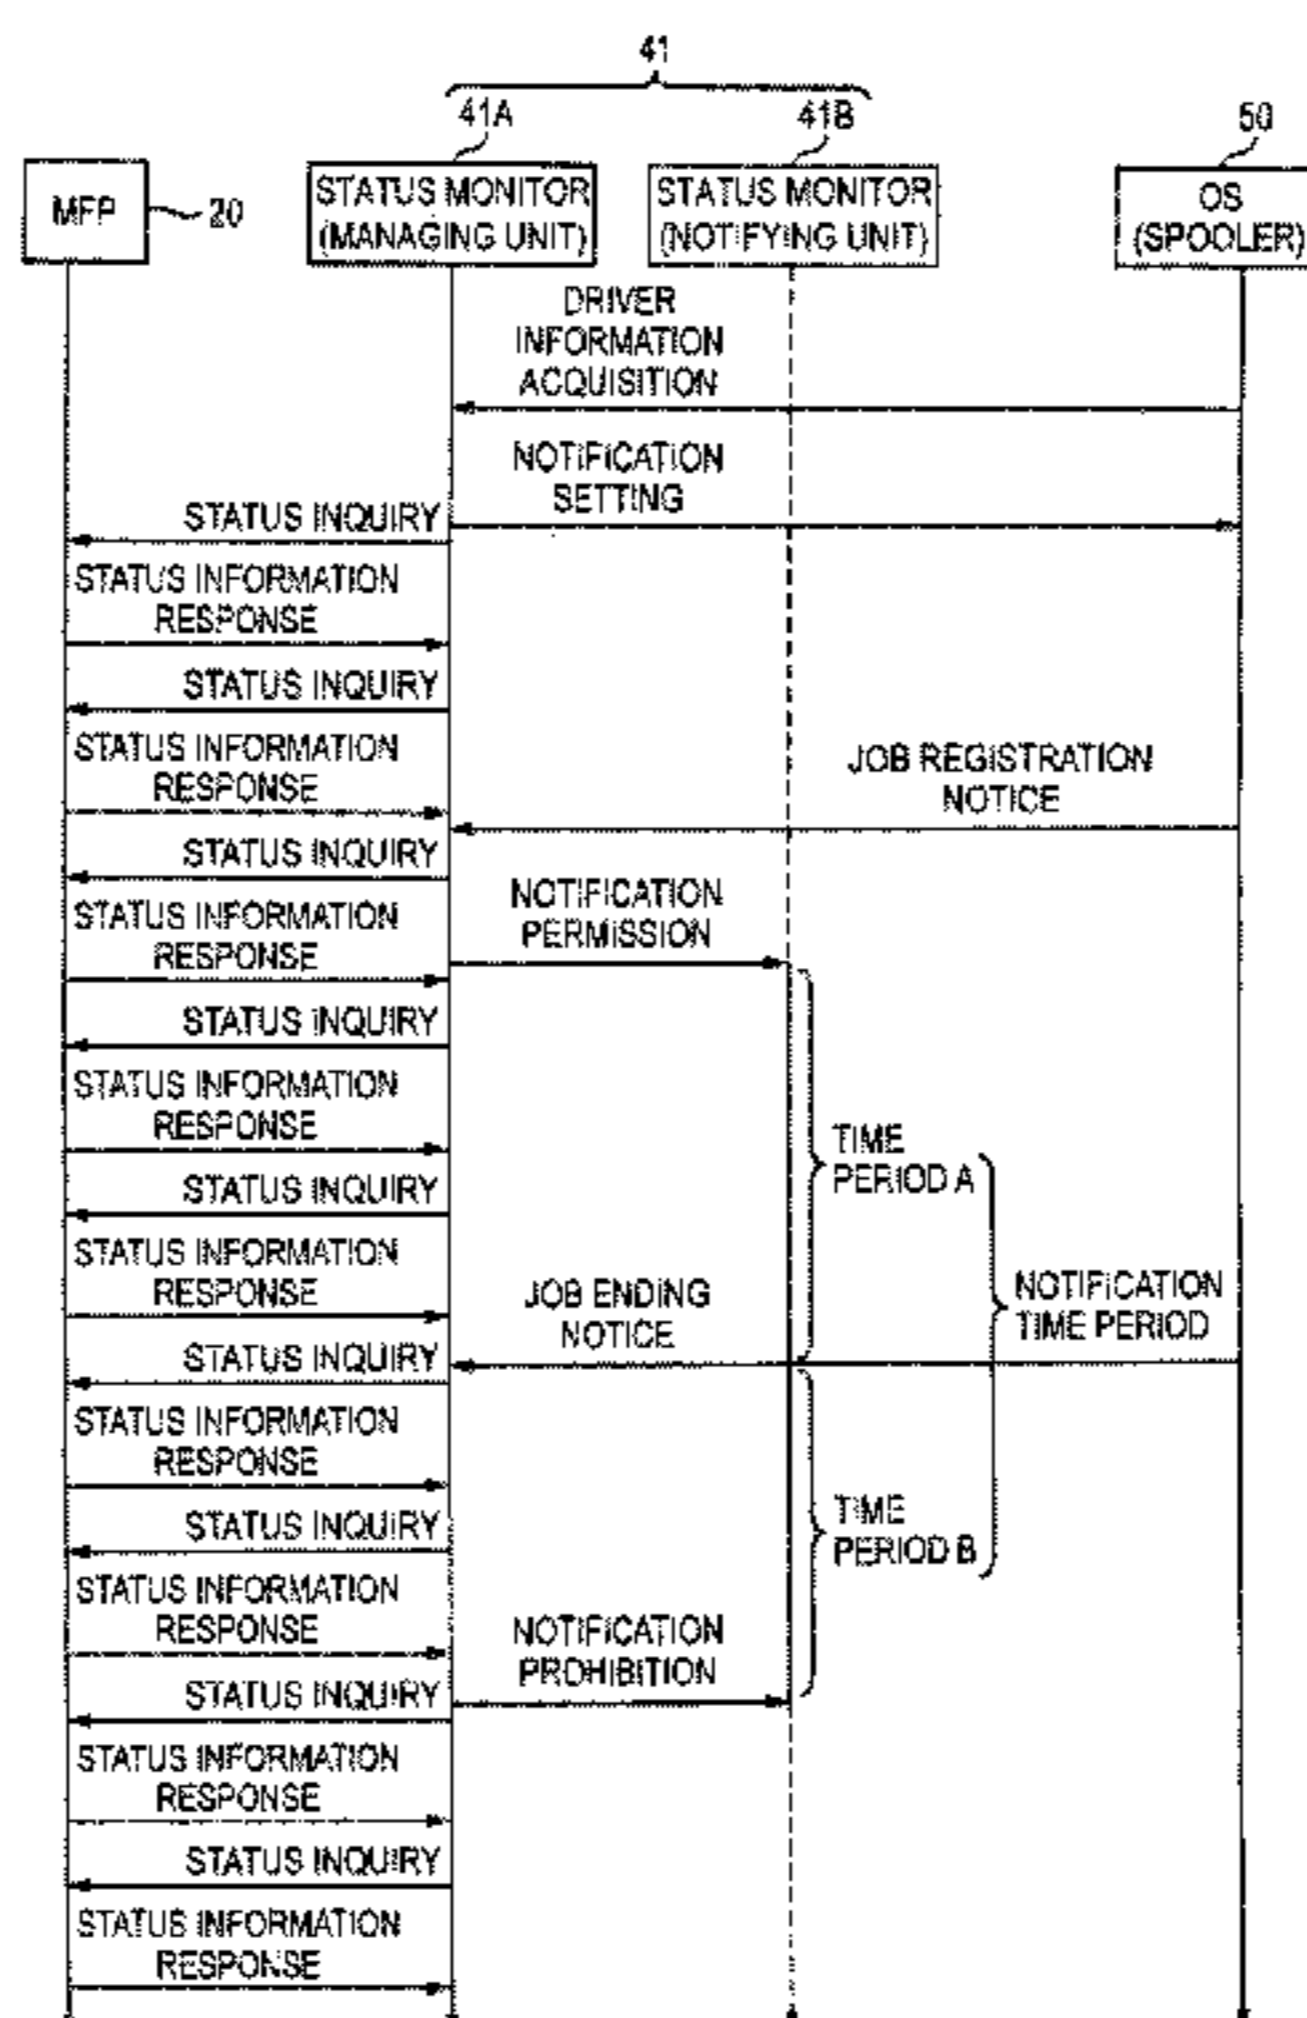 41
41A
41B
50
MFP
20
STATUS MONITOR
(MANAGING UNIT)
STATUS MONITOR
(NOTIFYING UNIT)
OS
(SPOOLER)
DRIVER
INFORMATION
ACQUISITION
NOTIFICATION
SETTING
STATUS INQUIRY
STATUS INFORMATION
RESPONSE
STATUS INQUIRY
STATUS INFORMATION
RESPONSE
JOB REGISTRATION
NOTICE
STATUS INQUIRY
NOTIFICATION
PERMISSION
STATUS INFORMATION
RESPONSE
STATUS INQUIRY
STATUS INFORMATION
RESPONSE
TIME
PERIOD A
STATUS INQUIRY
STATUS INFORMATION
RESPONSE
JOB ENDING
NOTICE
NOTIFICATION
TIME PERIOD
STATUS INQUIRY
STATUS INFORMATION
RESPONSE
STATUS INQUIRY
TIME
PERIOD B
STATUS INFORMATION
RESPONSE
NOTIFICATION
PROHIBITION
STATUS INQUIRY
STATUS INFORMATION
RESPONSE
STATUS INQUIRY
STATUS INFORMATION
RESPONSE